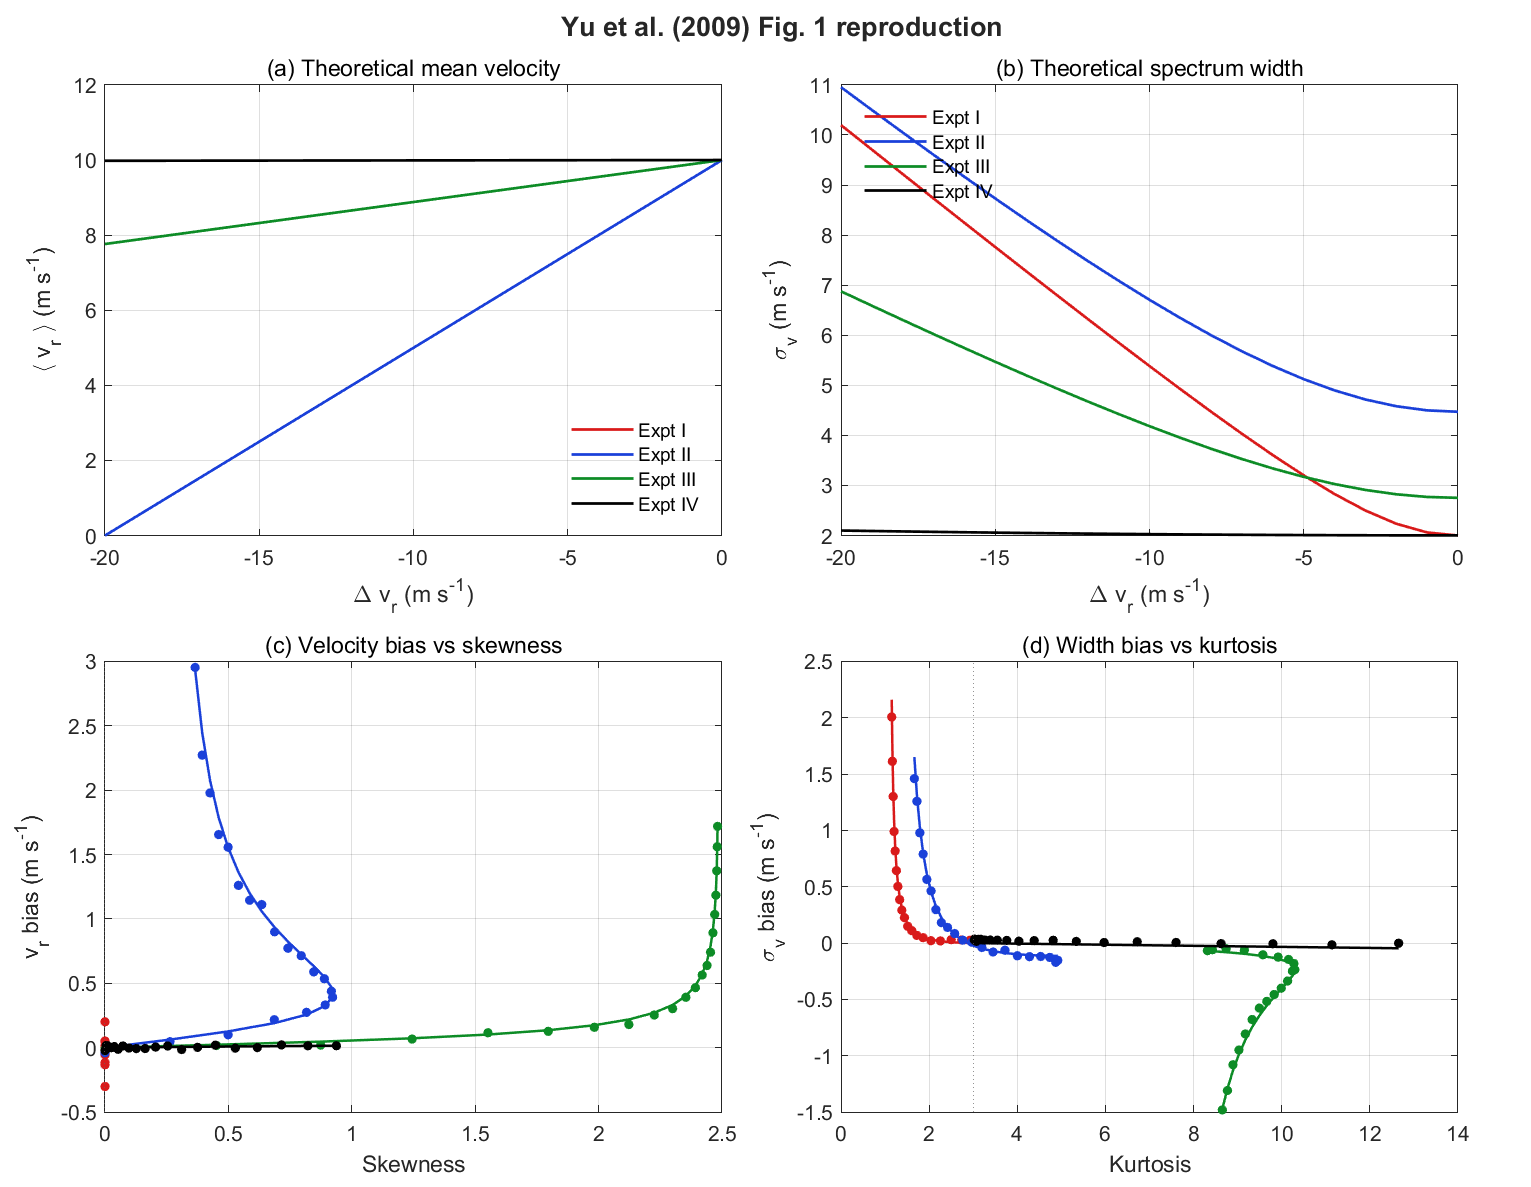 Yu et al. (2009) Fig. 1 reproduction
(a) Theoretical mean velocity
12
10
8
6
4
2
0
⟨ v_r ⟩ (m s^-1)
Expt I
Expt II
Expt III
Expt IV
-20 -15 -10 -5 0
Δ v_r (m s^-1)
(b) Theoretical spectrum width
11
10
9
8
7
6
5
4
3
2
σ_v (m s^-1)
Expt I
Expt II
Expt III
Expt IV
-20 -15 -10 -5 0
Δ v_r (m s^-1)
(c) Velocity bias vs skewness
3
2.5
2
1.5
1
0.5
0
-0.5
v_r bias (m s^-1)
0 0.5 1 1.5 2 2.5
Skewness
(d) Width bias vs kurtosis
2.5
2
1.5
1
0.5
0
-0.5
-1
-1.5
σ_v bias (m s^-1)
0 2 4 6 8 10 12 14
Kurtosis